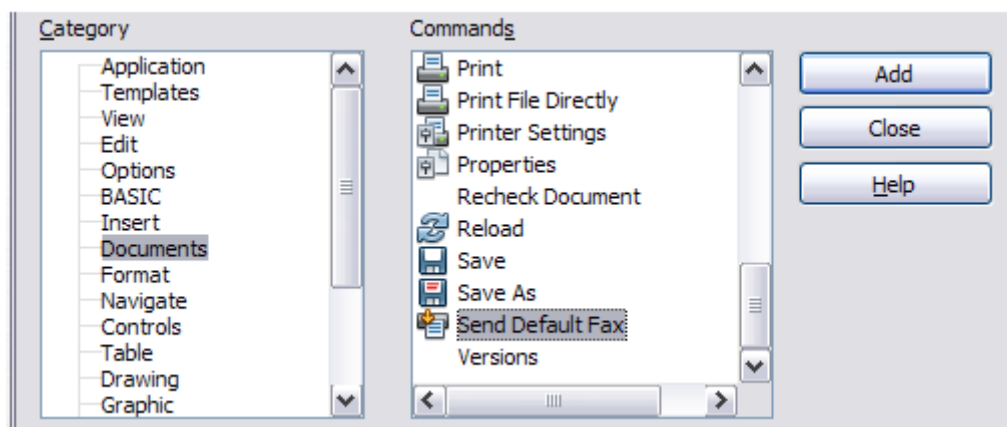 Category
Application
Templates
View
Edit
Options
BASIC
Insert
Documents
Format
Navigate
Controls
Table
Drawing
Graphic
Commands
Print
Print File Directly
Printer Settings
Properties
Recheck Document
Reload
Save
Save As
Send Default Fax
Versions
Add
Close
Help